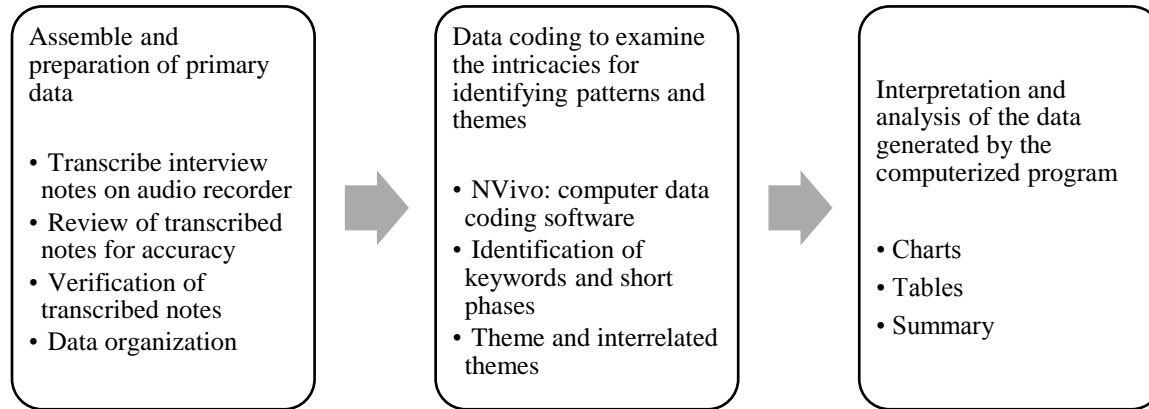 Assemble and
preparation of primary
data
• Transcribe interview
notes on audio recorder
• Review of transcribed
notes for accuracy
• Verification of
transcribed notes
• Data organization
Data coding to examine
the intricacies for
identifying patterns and
themes
• NVivo: computer data
coding software
• Identification of
keywords and short
phases
• Theme and interrelated
themes
Interpretation and
analysis of the data
generated by the
computerized program
• Charts
• Tables
• Summary